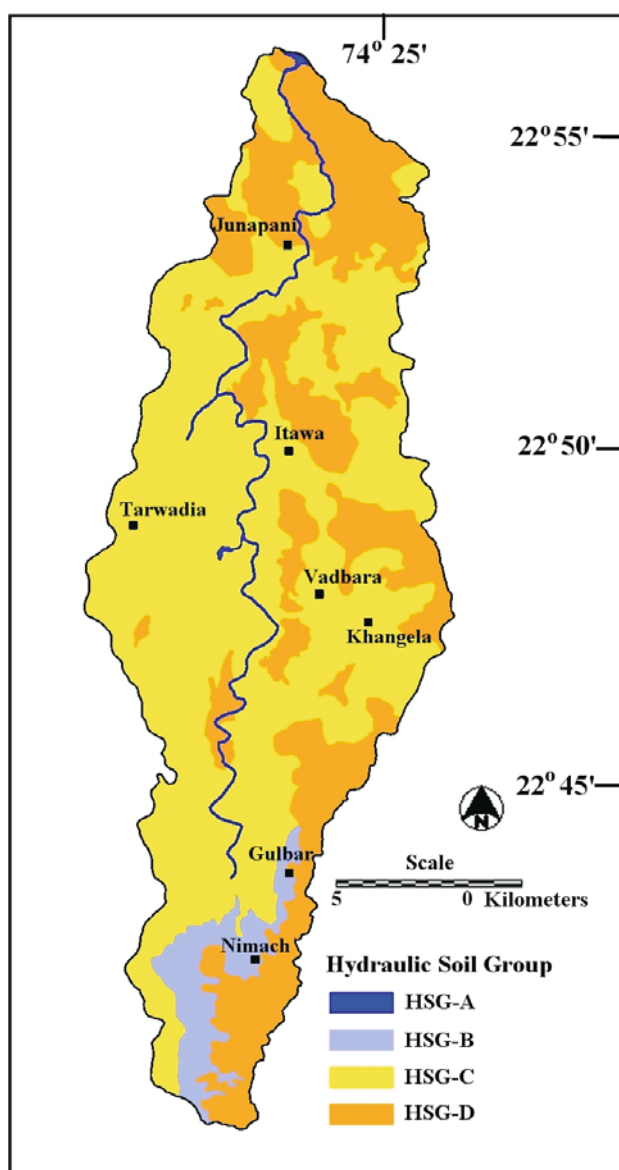 74° 25'
22° 55'
Junapani
22° 50'
Itawa
Tarwadia
Vadbara
Khangela
22° 45'
N
Gulbar
Scale
5 0 Kilometers
Nimach
Hydraulic Soil Group
HSG-A
HSG-B
HSG-C
HSG-D